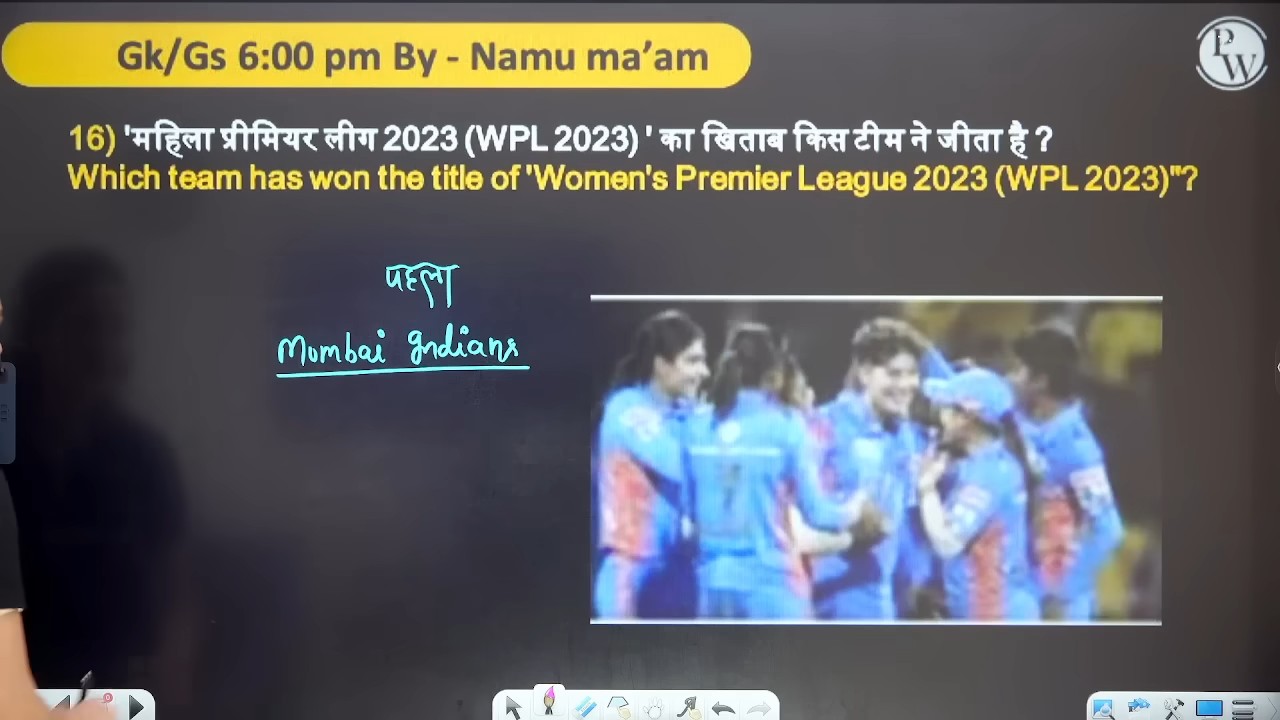 Gk/Gs 6:00 pm By - Namu ma’am
PW
16) 'महिला प्रीमियर लीग 2023 (WPL 2023) ' का खिताब किस टीम ने जीता है ?
Which team has won the title of 'Women's Premier League 2023 (WPL 2023)"?
पहला
Mumbai Indians